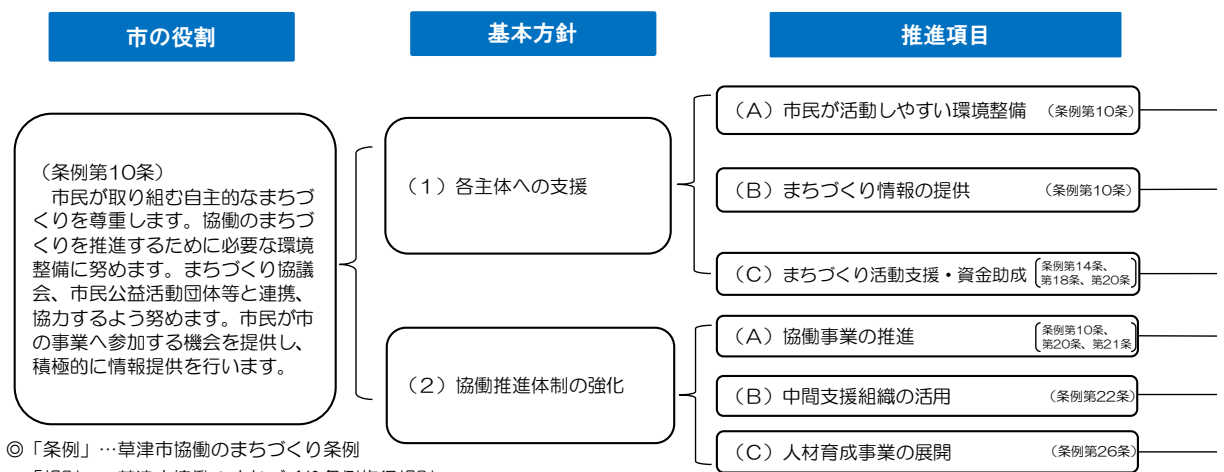 市の役割
基本方針
推進項目
(条例第10条)
市民が取り組む自主的なまちづ
くりを尊重します。協働のまちづ
くりを推進するために必要な環境
整備に努めます。まちづくり協議
会、市民公益活動団体等と連携、
協力するよう努めます。市民が市
の事業へ参加する機会を提供し、
積極的に情報提供を行います。
(1)各主体への支援
(A)市民が活動しやすい環境整備 (条例第10条)
(B)まちづくり情報の提供 (条例第10条)
(C)まちづくり活動支援・資金助成 条例第14条、
第18条、第20条
(2)協働推進体制の強化
(A)協働事業の推進 条例第10条、
第20条、第21条
(B)中間支援組織の活用 (条例第22条)
(C)人材育成事業の展開 (条例第26条)
◎「条例」…草津市協働のまちづくり条例